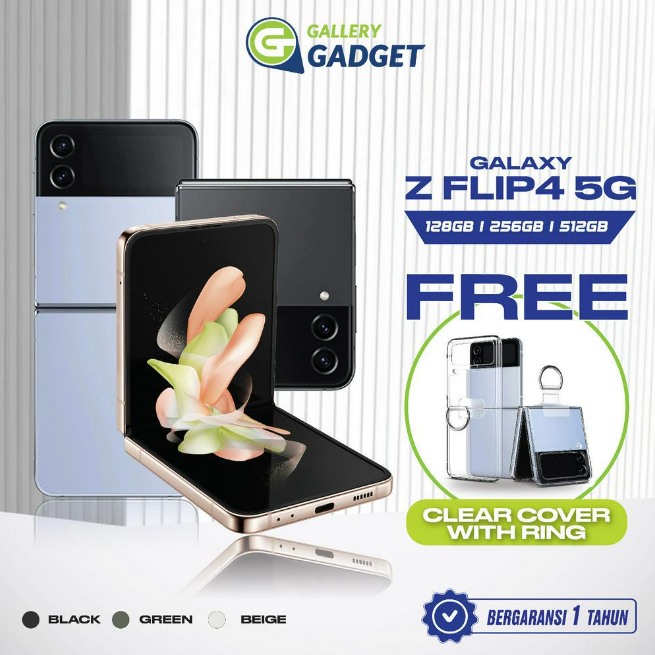 GALLERY
GADGET
GALAXY
Z FLIP4 5G
128GB | 256GB | 512GB
FREE
CLEAR COVER
WITH RING
BLACK GREEN BEIGE
BERGARANSI 1 TAHUN